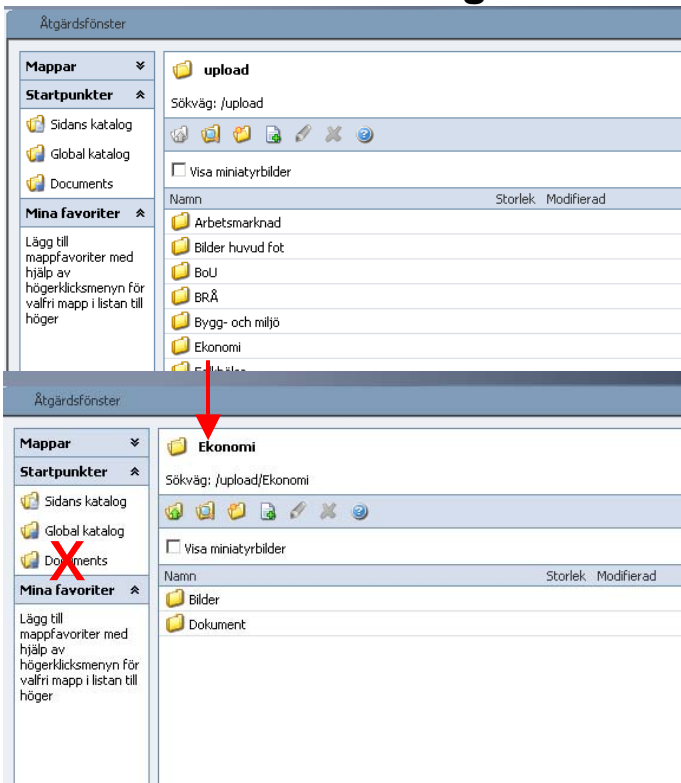 Åtgärdsfönster
Mappar
Startpunkter
Sidans katalog
Global katalog
Documents
Mina favoriter
Lägg till
mappfavoriter med
hjälp av
högerklicksmenyn för
valfri mapp i listan till
höger
upload
Sökväg: /upload
Visa miniatyrbilder
Namn Storlek Modifierad
Arbetsmarknad
Bilder huvud fot
BoU
BRÅ
Bygg- och miljö
Ekonomi
Åtgärdsfönster
Mappar
Startpunkter
Sidans katalog
Global katalog
Documents
X
Mina favoriter
Lägg till
mappfavoriter med
hjälp av
högerklicksmenyn för
valfri mapp i listan till
höger
Ekonomi
Sökväg: /upload/Ekonomi
Visa miniatyrbilder
Namn Storlek Modifierad
Bilder
Dokument